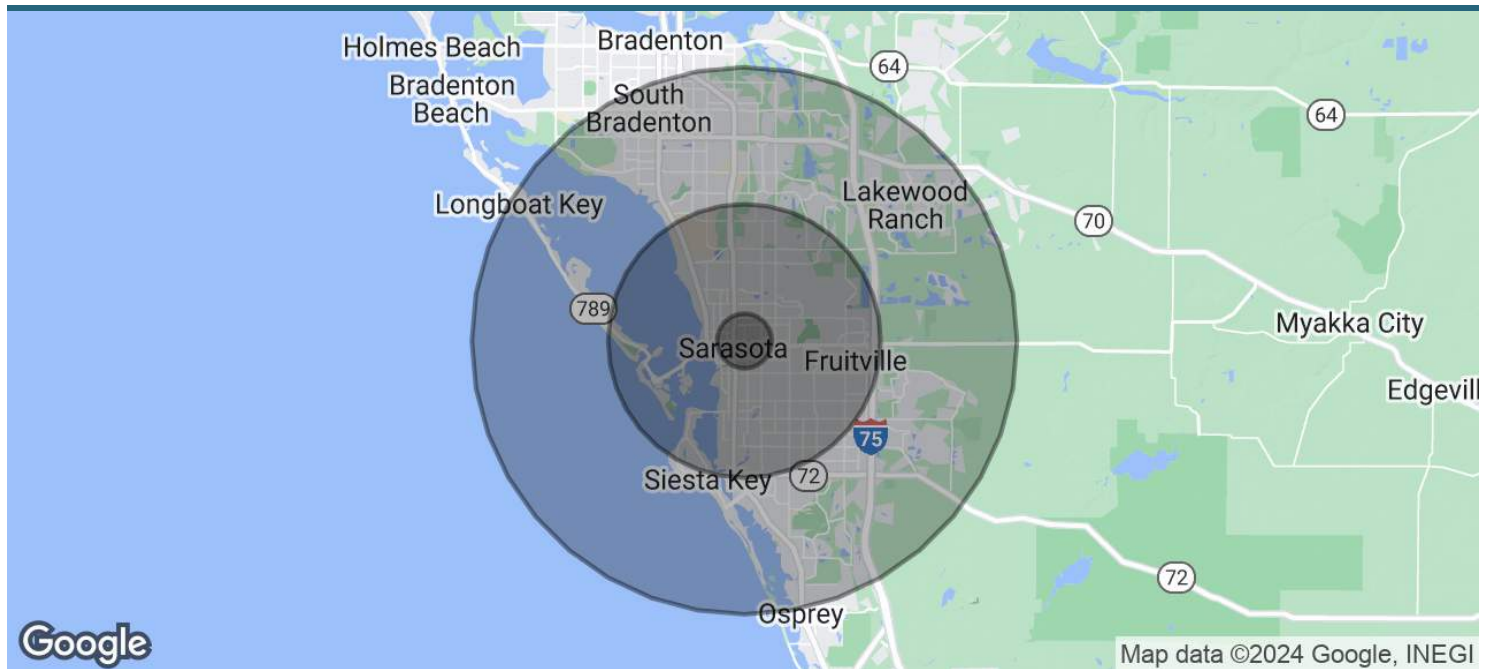 Holmes Beach
Bradenton
64
Bradenton
Beach
South
Bradenton
64
Longboat Key
Lakewood
Ranch
70
789
Sarasota
Fruitville
Myakka City
Edgevill
75
Siesta Key
72
72
Osprey
Google
Map data ©2024 Google, INEGI